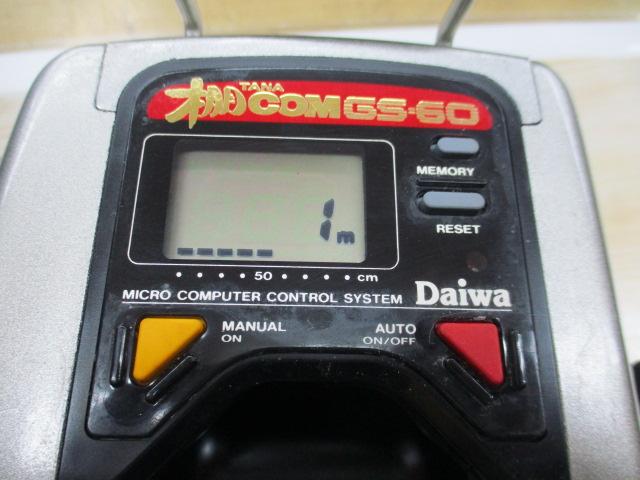 TANA
棚COM GS-60
MEMORY
RESET
1m
50 cm
MICRO COMPUTER CONTROL SYSTEM Daiwa
MANUAL ON
AUTO ON/OFF